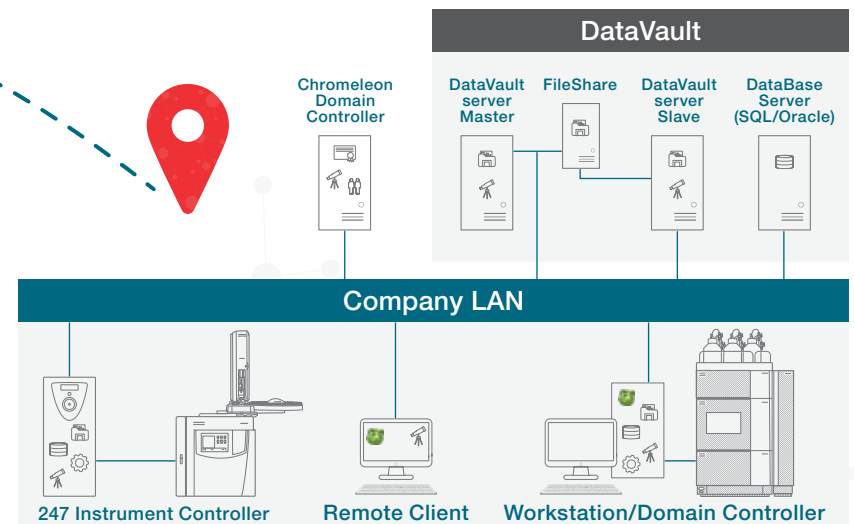 DataVault
Chromeleon
Domain
Controller
DataVault
server
Master
FileShare
DataVault
server
Slave
DataBase
Server
(SQL/Oracle)
Company LAN
247 Instrument Controller
Remote Client
Workstation/Domain Controller